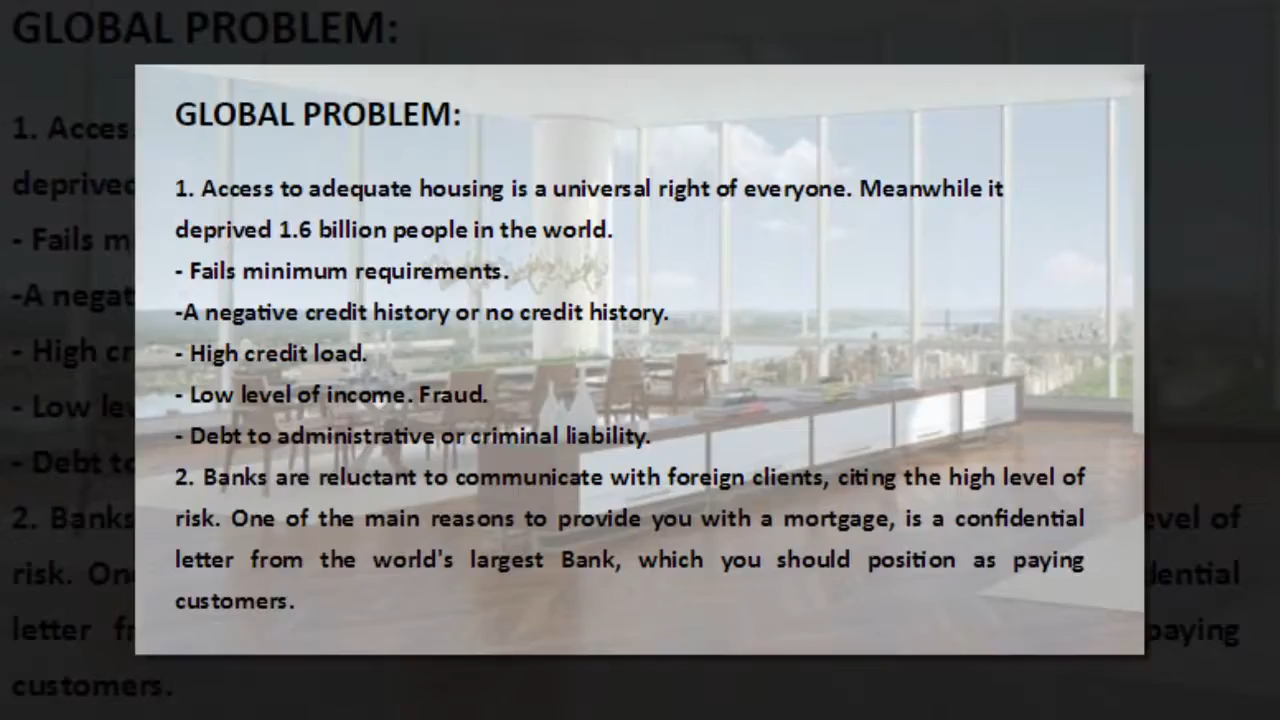 GLOBAL PROBLEM:
GLOBAL PROBLEM:
1. Access to adequate housing is a universal right of everyone. Meanwhile it
deprived 1.6 billion people in the world.
- Fails minimum requirements.
-A negative credit history or no credit history.
- High credit load.
- Low level of income. Fraud.
- Debt to administrative or criminal liability.
2. Banks are reluctant to communicate with foreign clients, citing the high level of
risk. One of the main reasons to provide you with a mortgage, is a confidential
letter from the world's largest Bank, which you should position as paying
customers.
customers.